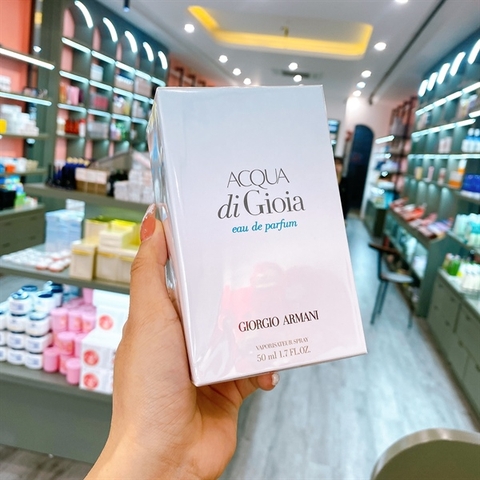 ACQUA
di Gioia
eau de parfum
GIORGIO ARMANI
VAPORISATEUR SPRAY
50 ml 1.7 FL.OZ.